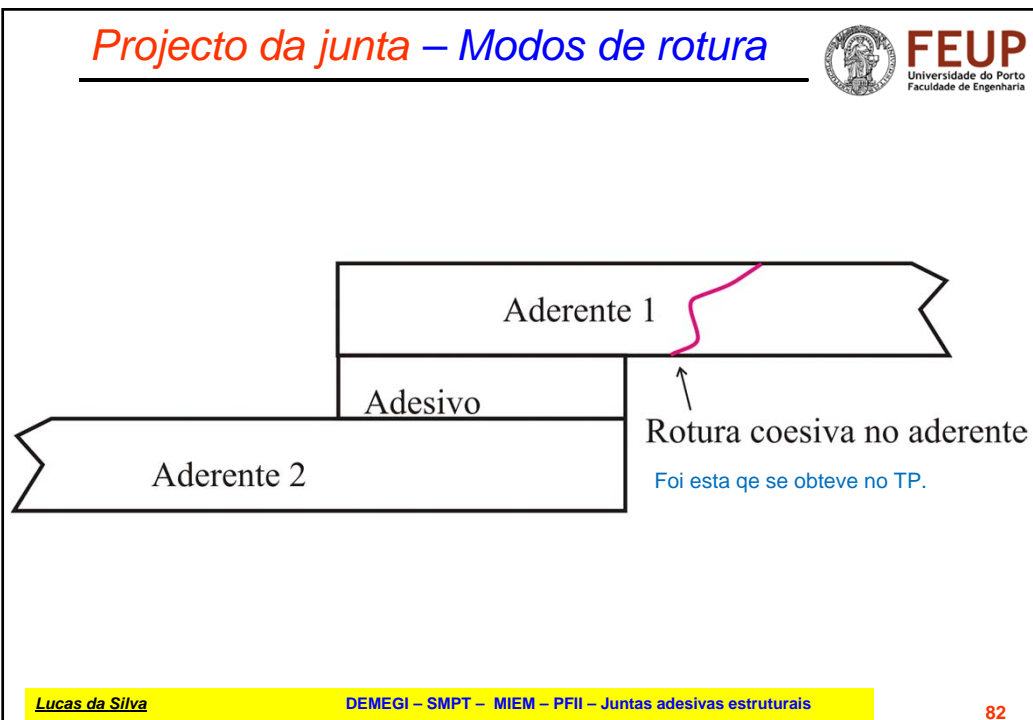 Projecto da junta – Modos de rotura
FEUP
Universidade do Porto
Faculdade de Engenharia
Aderente 1
Adesivo
Rotura coesiva no aderente
Aderente 2
Foi esta qe se obteve no TP.
Lucas da Silva
DEMEGI – SMPT – MIEM – PFII – Juntas adesivas estruturais
82